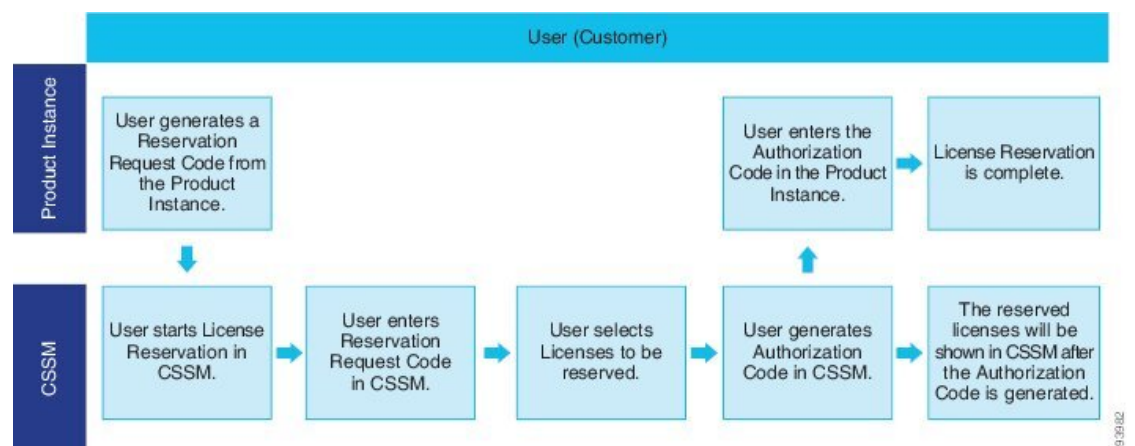 User (Customer)
Product Instance
User generates a
Reservation
Request Code from
the Product
Instance.
User enters the
Authorization
Code in the Product
Instance.
License Reservation
is complete.
CSSM
User starts License
Reservation in
CSSM.
User enters
Reservation
Request Code
in CSSM.
User selects
Licenses to be
reserved.
User generates
Authorization
Code in CSSM.
The reserved
licenses will be
shown in CSSM after
the Authorization
Code is generated.
93982